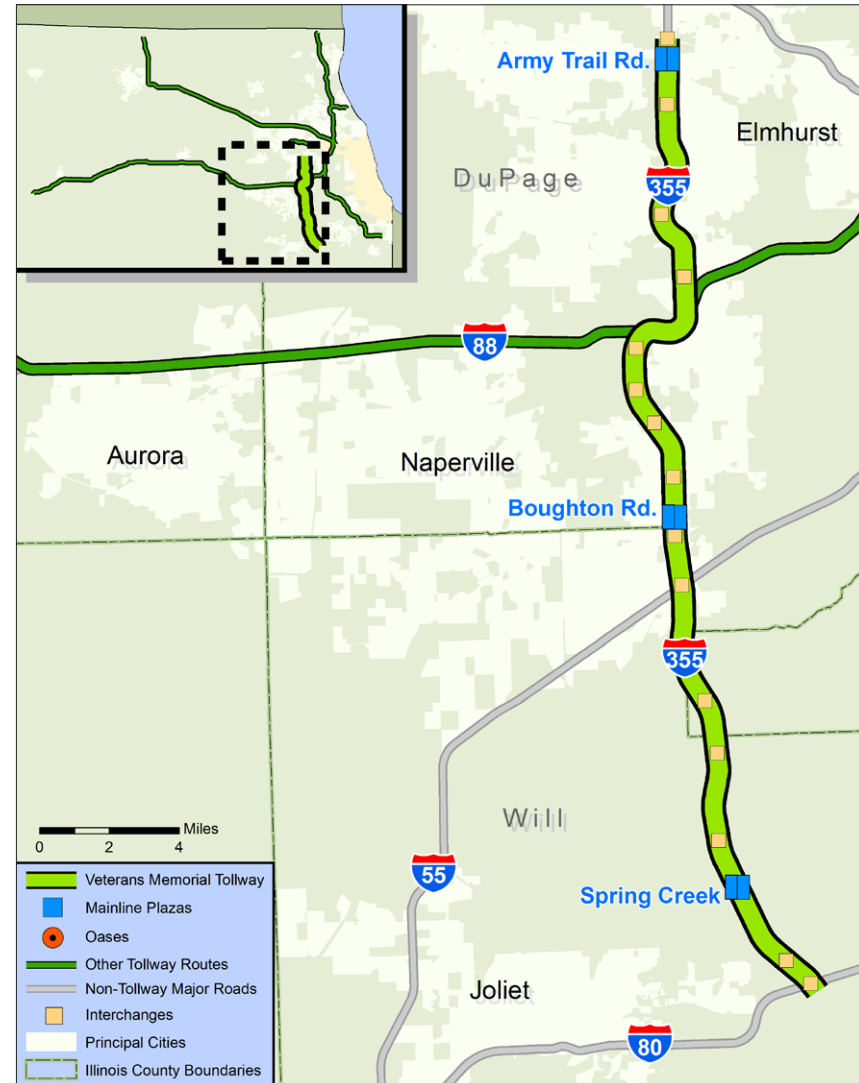 Army Trail Rd.
Elmhurst
DuPage
355
88
Aurora
Naperville
Boughton Rd.
355
Will
Miles
0 2 4
55
Spring Creek
Joliet
80
Veterans Memorial Tollway
Mainline Plazas
Oases
Other Tollway Routes
Non-Tollway Major Roads
Interchanges
Principal Cities
Illinois County Boundaries